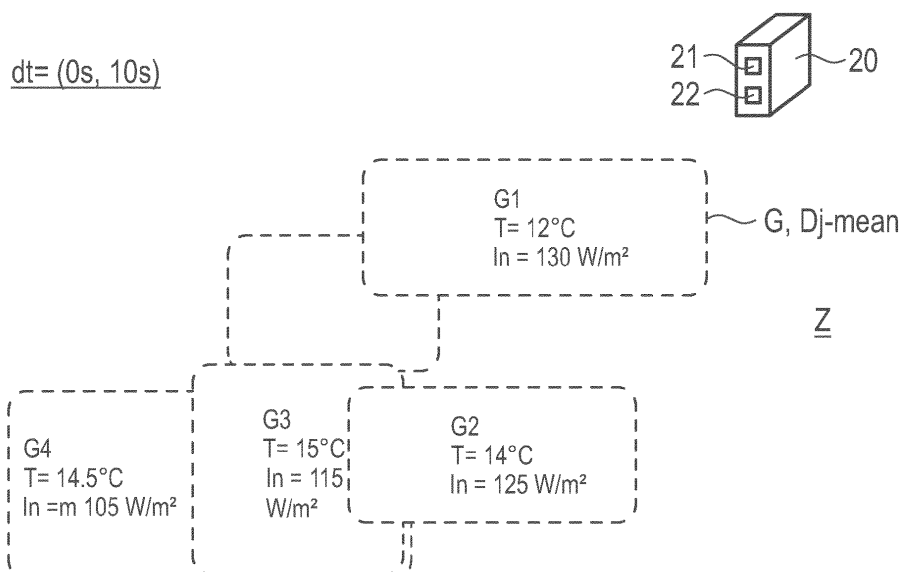 dt= (0s, 10s)
21
22
20
G1
T= 12°C
In = 130 W/m²
G, Dj-mean
Z
G4
T= 14.5°C
In =m 105 W/m²
G3
T= 15°C
In = 115
W/m²
G2
T= 14°C
In = 125 W/m²